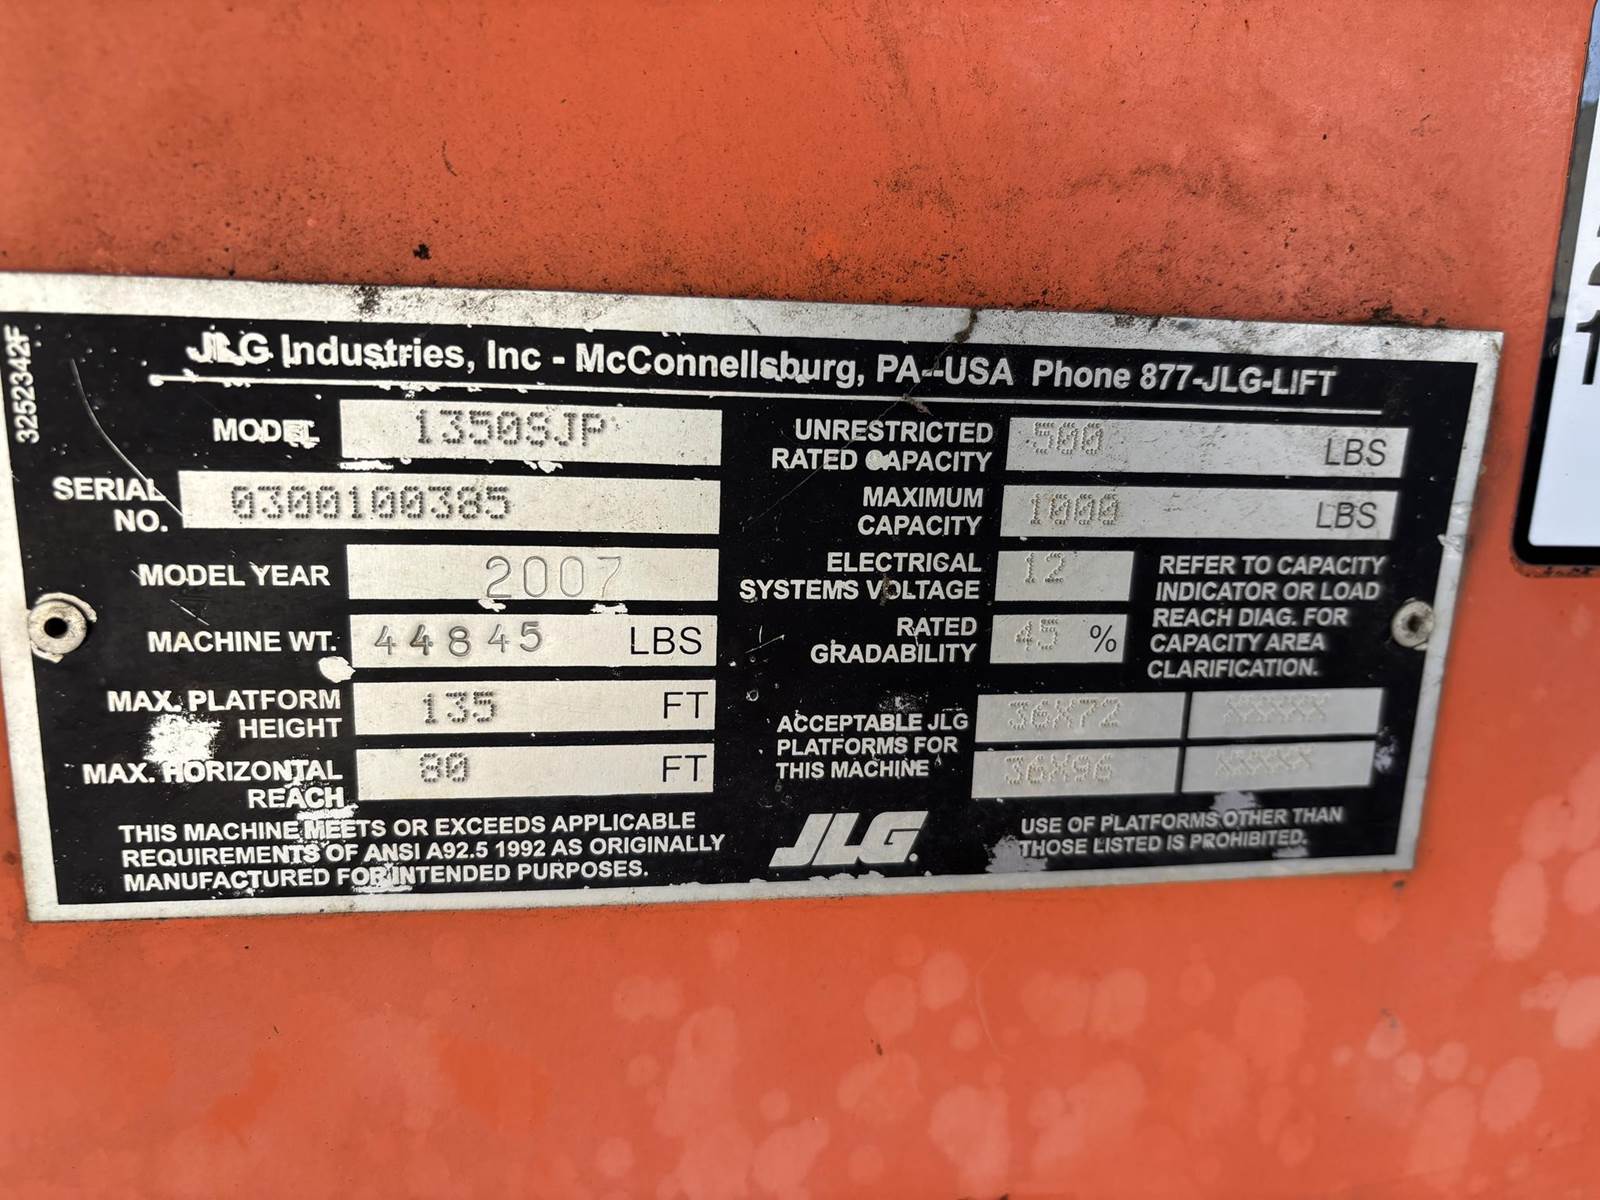 3252342F
JLG Industries, Inc - McConnellsburg, PA--USA Phone 877-JLG-LIFT
MODEL 1350SJP
SERIAL NO. 0300100385
MODEL YEAR 2007
MACHINE WT. 44845 LBS
MAX. PLATFORM HEIGHT 135 FT
MAX. HORIZONTAL REACH 80 FT
THIS MACHINE MEETS OR EXCEEDS APPLICABLE
REQUIREMENTS OF ANSI A92.5 1992 AS ORIGINALLY
MANUFACTURED FOR INTENDED PURPOSES.
UNRESTRICTED RATED CAPACITY 500 LBS
MAXIMUM CAPACITY 1000 LBS
ELECTRICAL SYSTEMS VOLTAGE 12
RATED GRADABILITY 45 %
REFER TO CAPACITY
INDICATOR OR LOAD
REACH DIAG. FOR
CAPACITY AREA
CLARIFICATION.
ACCEPTABLE JLG
PLATFORMS FOR
THIS MACHINE
36X72 XXXXX
36X96 XXXXX
JLG.
USE OF PLATFORMS OTHER THAN
THOSE LISTED IS PROHIBITED.